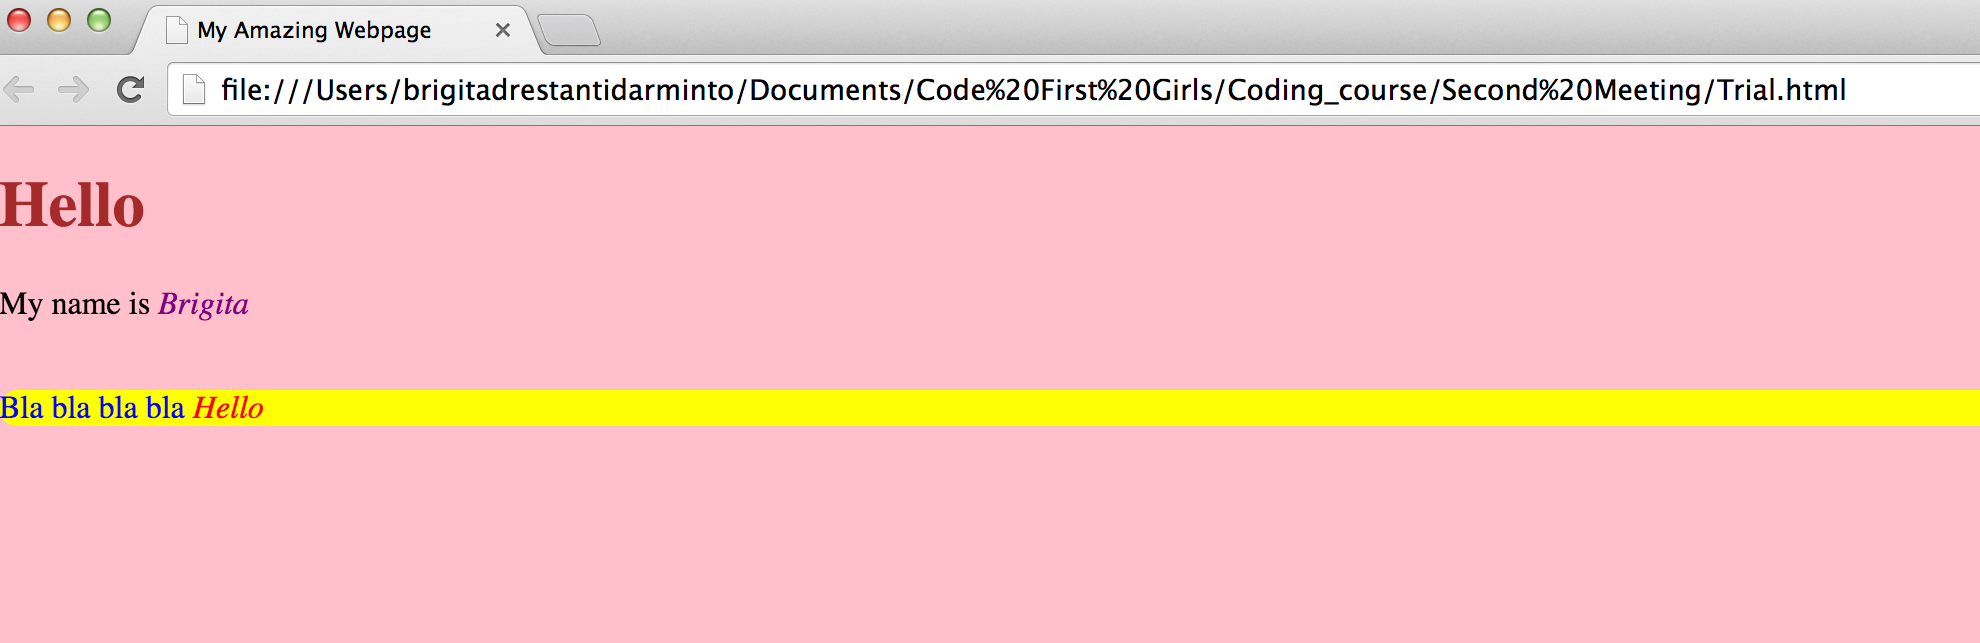 My Amazing Webpage
file:///Users/brigitadrestantidarminto/Documents/Code%20First%20Girls/Coding_course/Second%20Meeting/Trial.html
Hello
My name is Brigita
Bla bla bla bla Hello